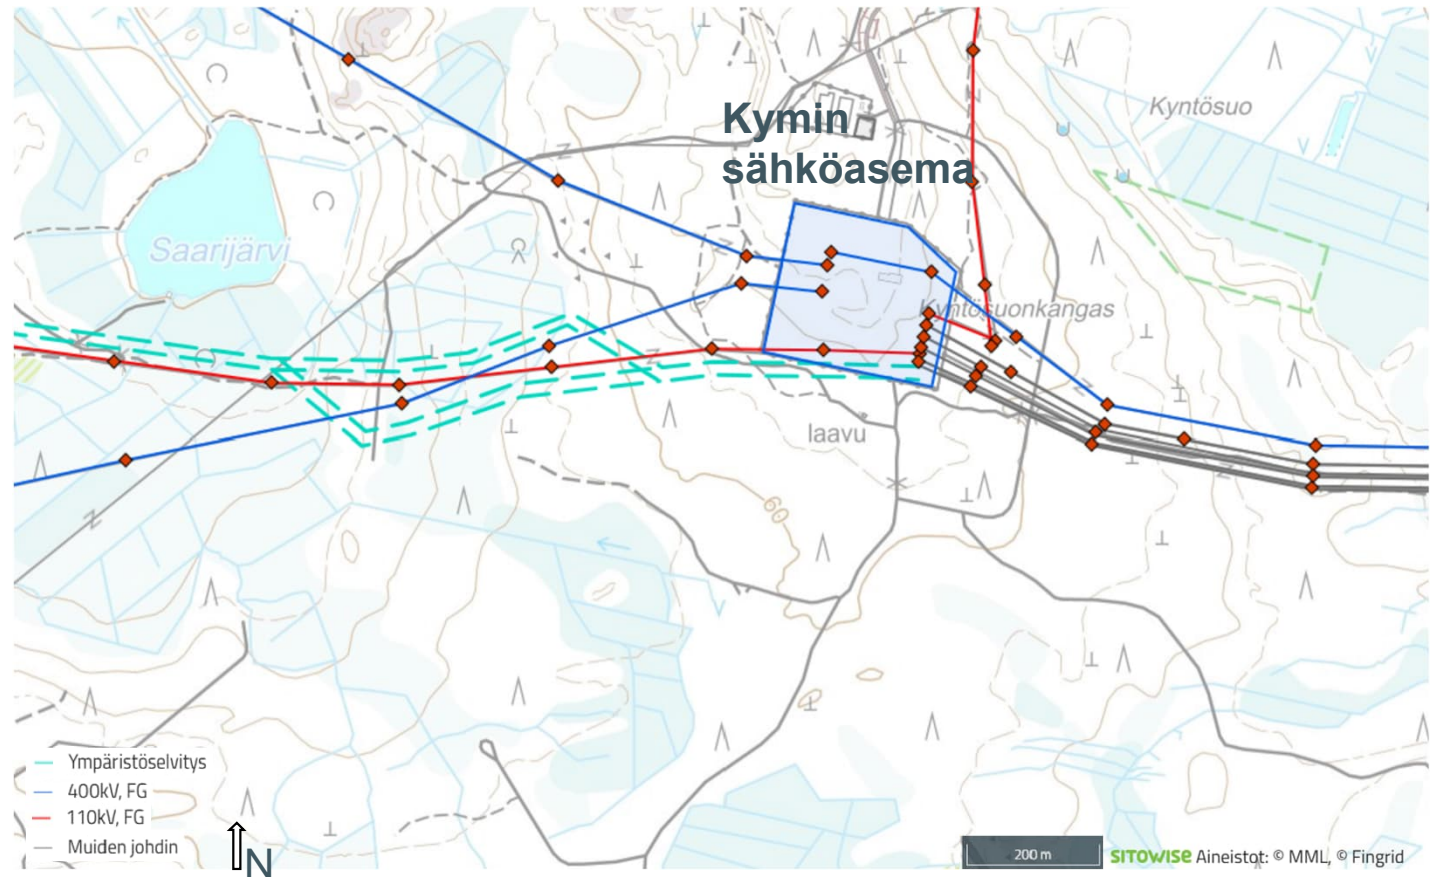 Kyntösuo
Kymin
sähköasema
Saarijärvi
Kyntösuonkangas
laavu
60
Ympäristöselvitys
400kV, FG
110kV, FG
Muiden johdin
N
200 m
SITOWISE Aineistot: © MML, © Fingrid